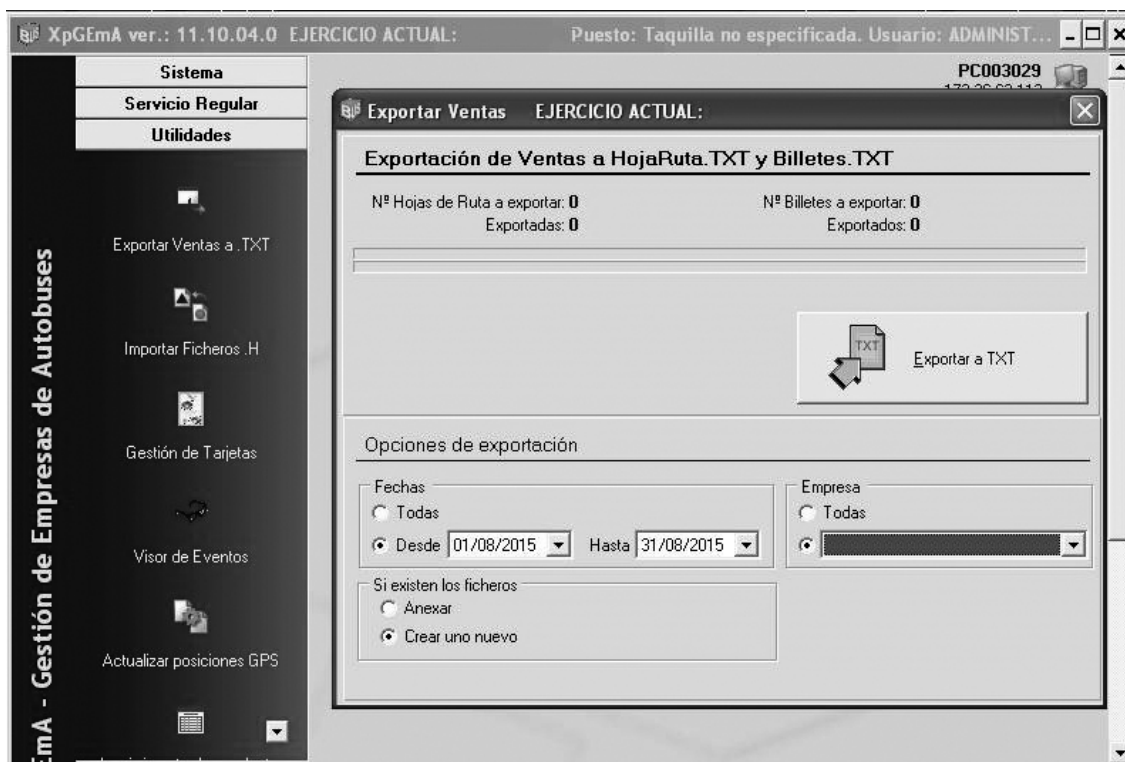 XpGEmA ver.: 11.10.04.0 EJERCICIO ACTUAL: Puesto: Taquilla no especificada. Usuario: ADMINIST...
Sistema
Servicio Regular
Utilidades
Exportar Ventas a .TXT
Importar Ficheros .H
Gestión de Tarjetas
Visor de Eventos
Actualizar posiciones GPS
EmA - Gestión de Empresas de Autobuses
PC003029
Exportar Ventas EJERCICIO ACTUAL:
Exportación de Ventas a HojaRuta.TXT y Billetes.TXT
Nº Hojas de Ruta a exportar: 0 Nº Billetes a exportar: 0
Exportadas: 0 Exportados: 0
TXT
Exportar a TXT
Opciones de exportación
Fechas
Todas
Desde 01/08/2015 Hasta 31/08/2015
Empresa
Todas
Si existen los ficheros
Anexar
Crear uno nuevo